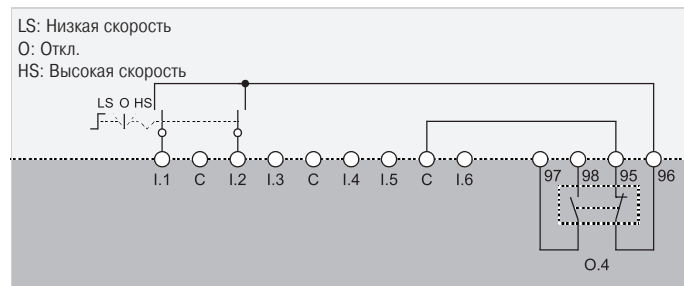 LS: Низкая скорость
O: Откл.
HS: Высокая скорость
LS O HS
I.1 C I.2 I.3 C I.4 I.5 C I.6 97 98 95 96
O.4